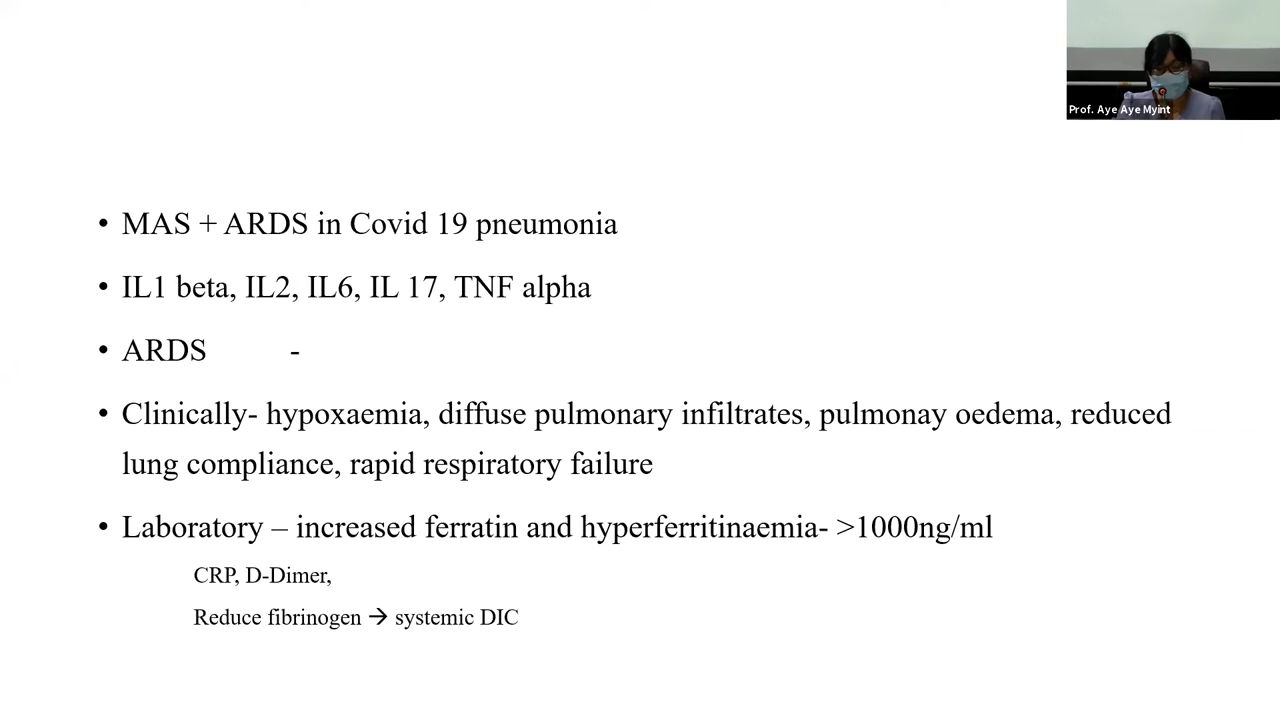 Prof. Aye Aye Myint
• MAS + ARDS in Covid 19 pneumonia
• IL1 beta, IL2, IL6, IL 17, TNF alpha
• ARDS -
• Clinically- hypoxaemia, diffuse pulmonary infiltrates, pulmonay oedema, reduced
lung compliance, rapid respiratory failure
• Laboratory – increased ferratin and hyperferritinaemia- >1000ng/ml
CRP, D-Dimer,
Reduce fibrinogen → systemic DIC